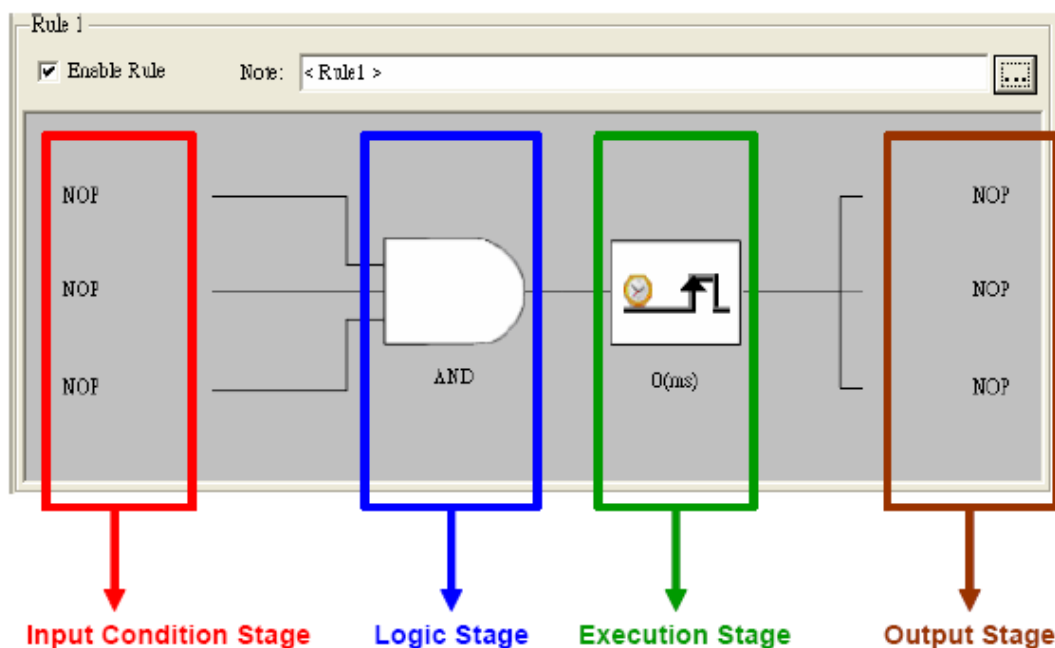 Rule 1
Enable Rule Note: < Rule1 >
...
NOP NOP
NOP NOP
NOP AND 0(ms) NOP
Input Condition Stage Logic Stage Execution Stage Output Stage